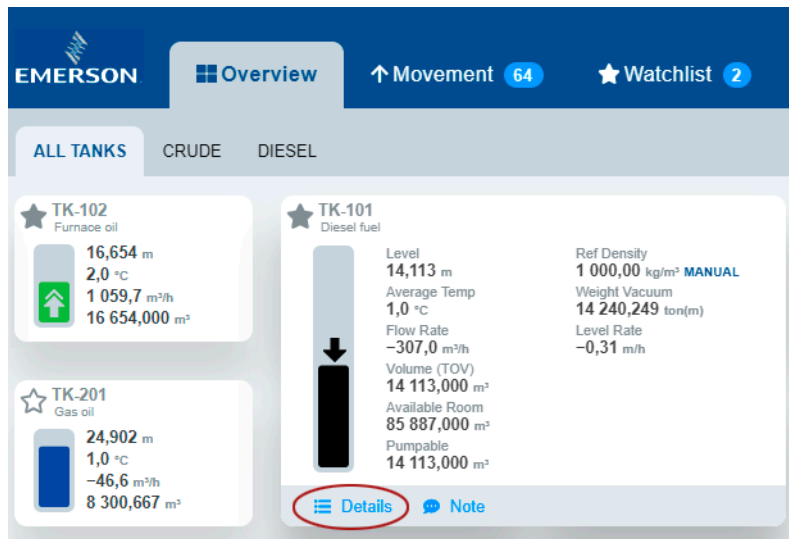 EMERSON
Overview
Movement 64
Watchlist 2
ALL TANKS CRUDE DIESEL
TK-102
Furnace oil
16,654 m
2,0 °C
1 059,7 m³/h
16 654,000 m³
TK-201
Gas oil
24,902 m
1,0 °C
−46,6 m³/h
8 300,667 m³
TK-101
Diesel fuel
Level
14,113 m
Average Temp
1,0 °C
Flow Rate
−307,0 m³/h
Volume (TOV)
14 113,000 m³
Available Room
85 887,000 m³
Pumpable
14 113,000 m³
Ref Density
1 000,00 kg/m³ MANUAL
Weight Vacuum
14 240,249 ton(m)
Level Rate
−0,31 m/h
Details Note